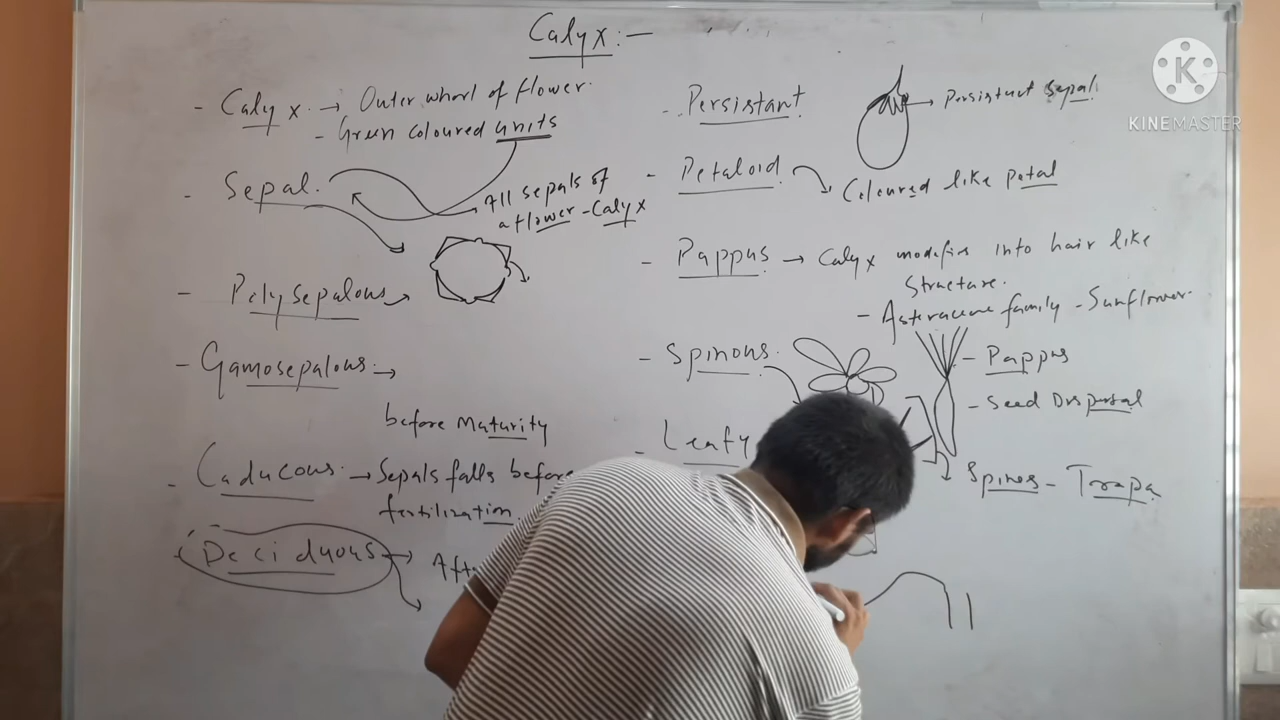 Calyx:-
- Calyx. → Outer whorl of flower.
- Green coloured units
- Sepal.
All sepals of
a flower - Calyx
- Polysepalous →
- Gamosepalous. →
before Maturity
- Caducous. → Sepals falls before
fertilization
Deciduous →
- Persistant
→ Persistent sepal.
- Petaloid
Coloured like petal
- Pappus → Calyx modifies into hair like
structure.
- Asteraceae family - Sunflower.
- Spinous.
- Pappus
- Seed Dispersal
- Leafy
Spines - Trapa
K
KINEMASTER